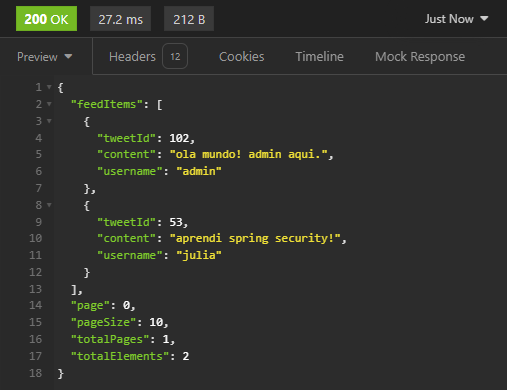 200 OK 27.2 ms 212 B Just Now
Preview Headers 12 Cookies Timeline Mock Response
1 {
2 "feedItems": [
3 {
4 "tweetId": 102,
5 "content": "ola mundo! admin aqui.",
6 "username": "admin"
7 },
8 {
9 "tweetId": 53,
10 "content": "aprendi spring security!",
11 "username": "julia"
12 }
13 ],
14 "page": 0,
15 "pageSize": 10,
16 "totalPages": 1,
17 "totalElements": 2
18 }